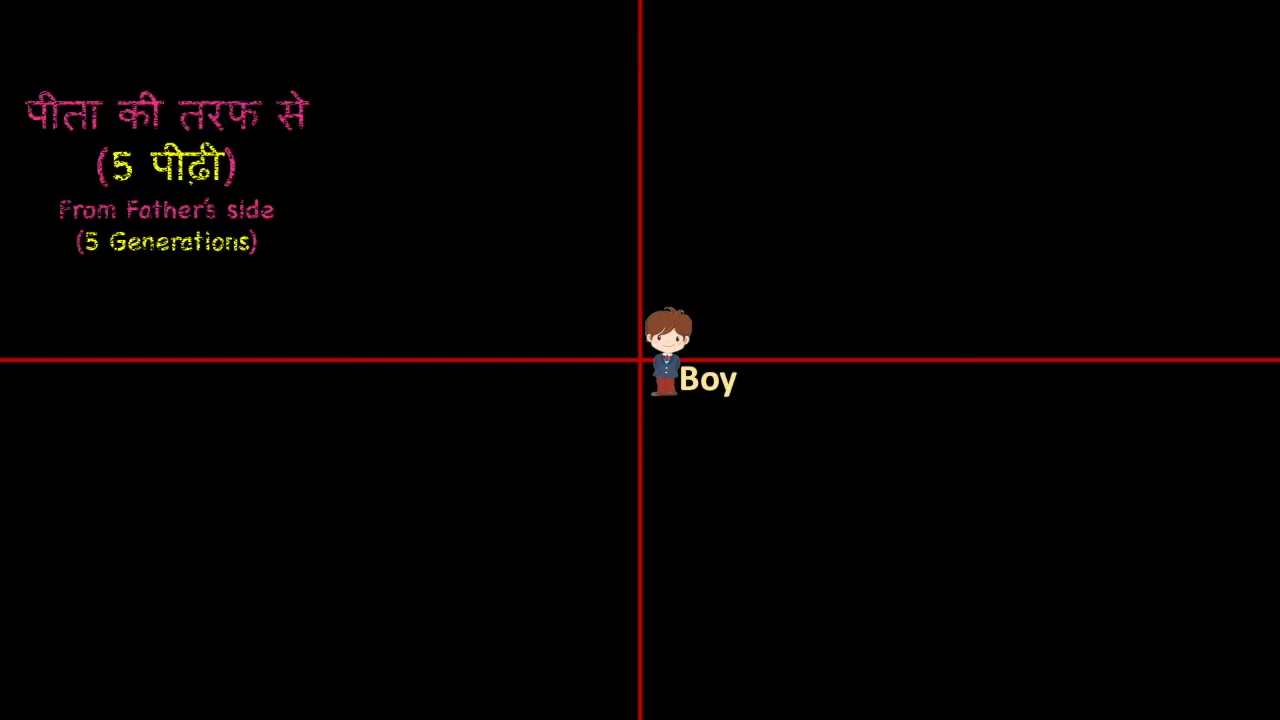 पीता की तरफ से
(5 पीढ़ी)
From Father's side
(5 Generations)
Boy